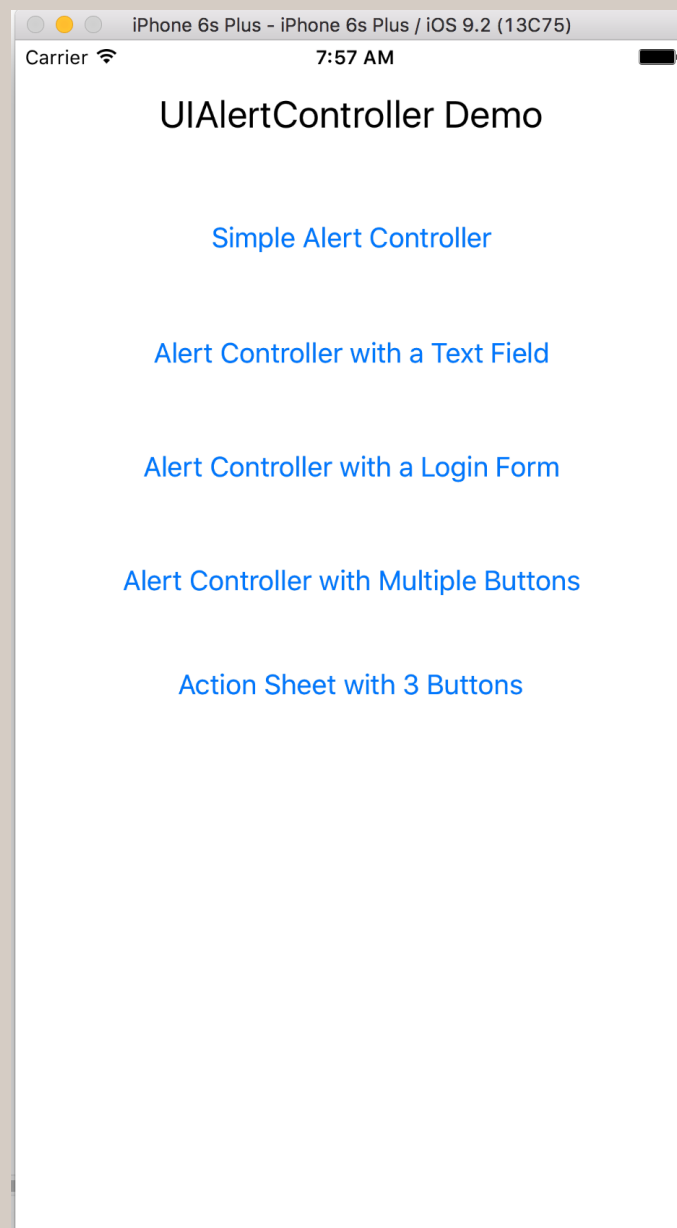 iPhone 6s Plus - iPhone 6s Plus / iOS 9.2 (13C75)
Carrier 7:57 AM
UIAlertController Demo
Simple Alert Controller
Alert Controller with a Text Field
Alert Controller with a Login Form
Alert Controller with Multiple Buttons
Action Sheet with 3 Buttons